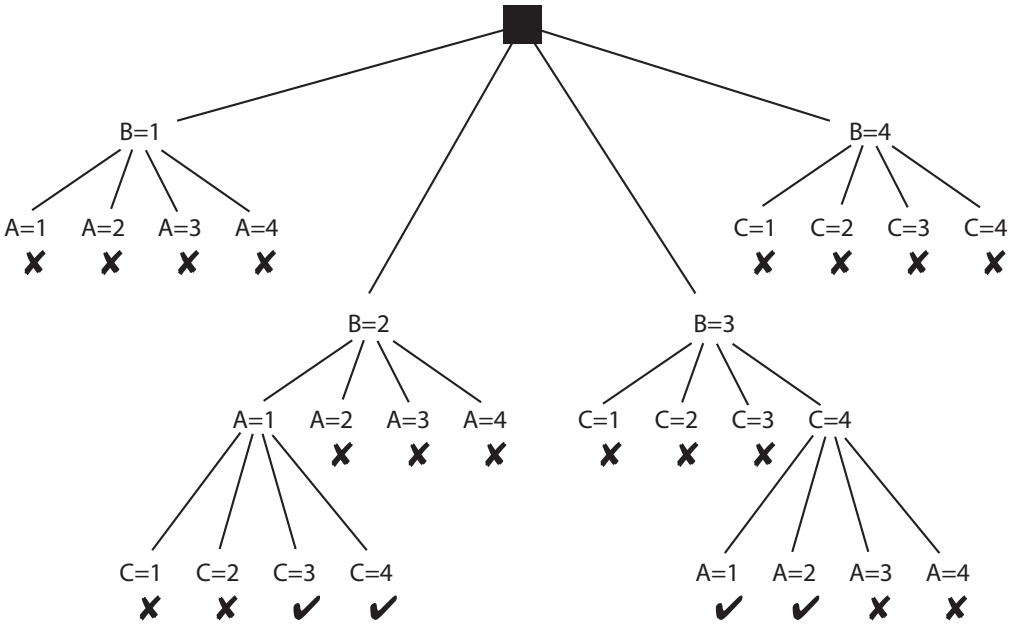 B=1 B=4
A=1 A=2 A=3 A=4 C=1 C=2 C=3 C=4
✘ ✘ ✘ ✘ ✘ ✘ ✘ ✘
B=2 B=3
A=1 A=2 A=3 A=4 C=1 C=2 C=3 C=4
✘ ✘ ✘ ✘ ✘ ✘
C=1 C=2 C=3 C=4 A=1 A=2 A=3 A=4
✘ ✘ ✔ ✔ ✔ ✔ ✘ ✘